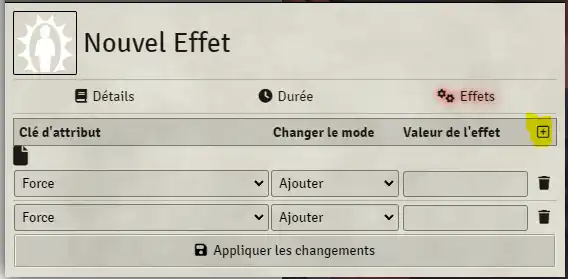 Nouvel Effet
Détails Durée Effets
Clé d'attribut Changer le mode Valeur de l'effet
Force Ajouter
Force Ajouter
Appliquer les changements